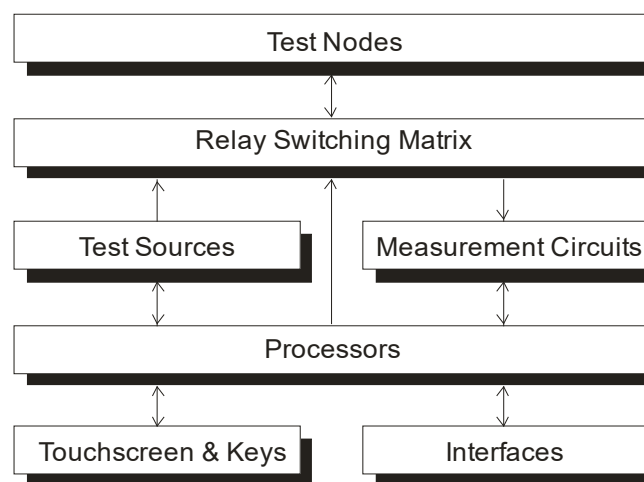 Test Nodes
Relay Switching Matrix
Test Sources
Measurement Circuits
Processors
Touchscreen & Keys
Interfaces